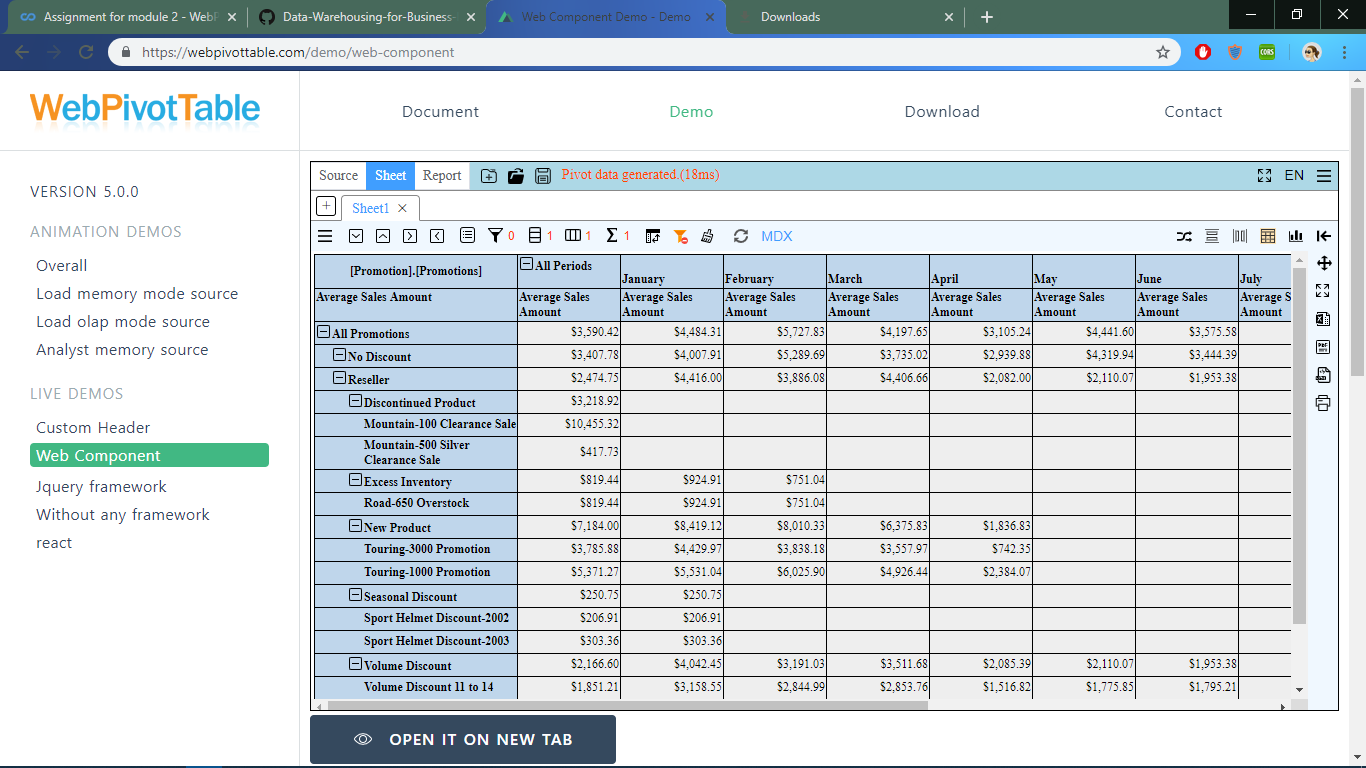 Assignment for module 2 - WebP
Data-Warehousing-for-Business-
Web Component Demo - Demo
Downloads
https://webpivottable.com/demo/web-component
CORS
WebPivotTable
Document Demo Download Contact
VERSION 5.0.0
ANIMATION DEMOS
Overall
Load memory mode source
Load olap mode source
Analyst memory source
LIVE DEMOS
Custom Header
Web Component
Jquery framework
Without any framework
react
Source Sheet Report Pivot data generated.(18ms) EN
Sheet1
0 1 1 Σ 1 MDX
[Promotion].[Promotions] All Periods January February March April May June July
Average Sales Amount Average Sales Amount Average Sales Amount Average Sales Amount Average Sales Amount Average Sales Amount Average Sales Amount Average Sales Amount Average S Amount
All Promotions $3,590.42 $4,484.31 $5,727.83 $4,197.65 $3,105.24 $4,441.60 $3,575.58
No Discount $3,407.78 $4,007.91 $5,289.69 $3,735.02 $2,939.88 $4,319.94 $3,444.39
Reseller $2,474.75 $4,416.00 $3,886.08 $4,406.66 $2,082.00 $2,110.07 $1,953.38
Discontinued Product $3,218.92
Mountain-100 Clearance Sale $10,455.32
Mountain-500 Silver Clearance Sale $417.73
Excess Inventory $819.44 $924.91 $751.04
Road-650 Overstock $819.44 $924.91 $751.04
New Product $7,184.00 $8,419.12 $8,010.33 $6,375.83 $1,836.83
Touring-3000 Promotion $3,785.88 $4,429.97 $3,838.18 $3,557.97 $742.35
Touring-1000 Promotion $5,371.27 $5,531.04 $6,025.90 $4,926.44 $2,384.07
Seasonal Discount $250.75 $250.75
Sport Helmet Discount-2002 $206.91 $206.91
Sport Helmet Discount-2003 $303.36 $303.36
Volume Discount $2,166.60 $4,042.45 $3,191.03 $3,511.68 $2,085.39 $2,110.07 $1,953.38
Volume Discount 11 to 14 $1,851.21 $3,158.55 $2,844.99 $2,853.76 $1,516.82 $1,775.85 $1,795.21
OPEN IT ON NEW TAB